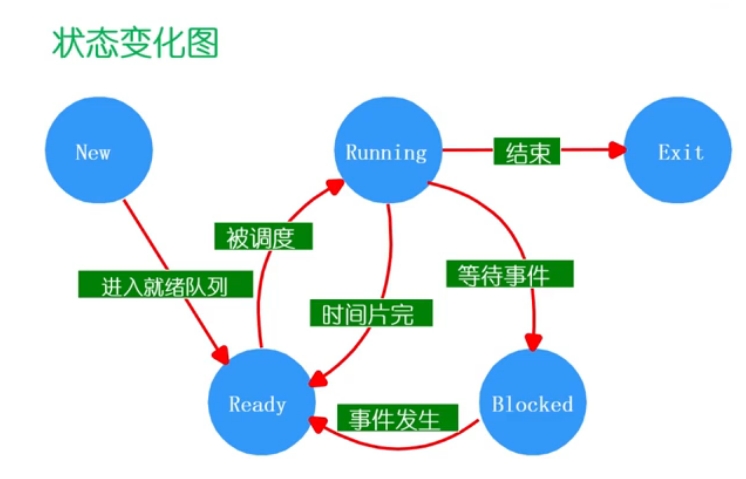 状态变化图
New
Running
结束
Exit
被调度
等待事件
进入就绪队列
时间片完
Ready
事件发生
Blocked